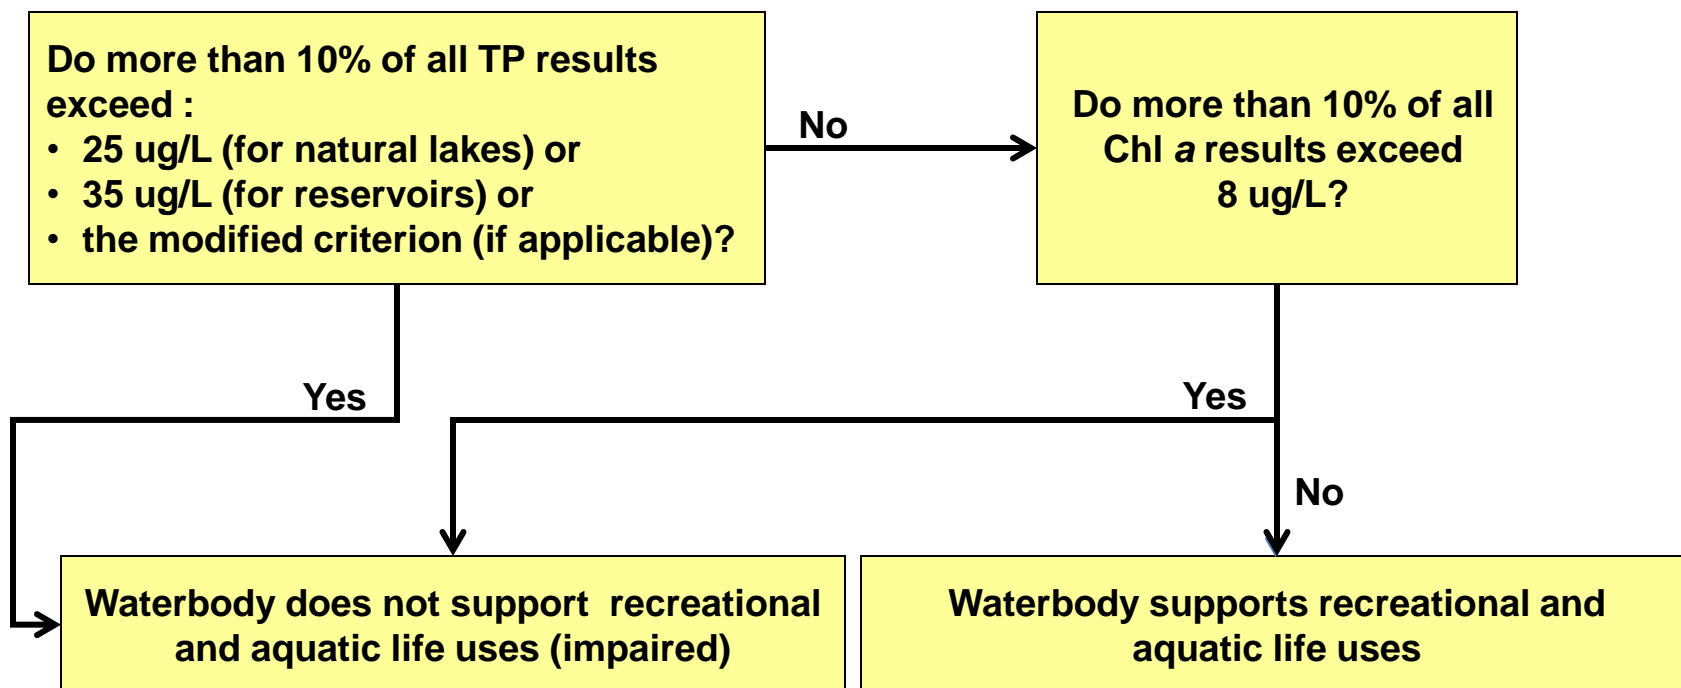 Do more than 10% of all TP results
exceed :
• 25 ug/L (for natural lakes) or
• 35 ug/L (for reservoirs) or
• the modified criterion (if applicable)?
No
Do more than 10% of all
Chl a results exceed
8 ug/L?
Yes
Yes
No
Waterbody does not support recreational
and aquatic life uses (impaired)
Waterbody supports recreational and
aquatic life uses